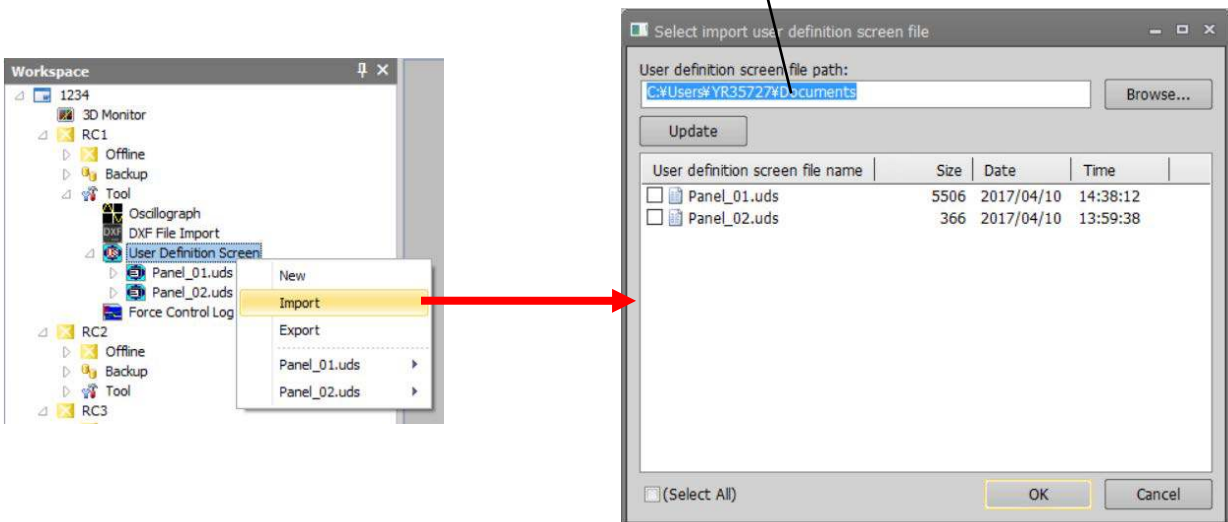 Workspace
1234
3D Monitor
RC1
Offline
Backup
Tool
Oscillograph
DXF File Import
User Definition Screen
Panel_01.uds
Panel_02.uds
Force Control Log
RC2
Offline
Backup
Tool
RC3
New
Import
Export
Panel_01.uds
Panel_02.uds
Select import user definition screen file
User definition screen file path:
C:¥Users¥YR35727¥Documents
Browse...
Update
User definition screen file name Size Date Time
Panel_01.uds 5506 2017/04/10 14:38:12
Panel_02.uds 366 2017/04/10 13:59:38
(Select All)
OK
Cancel